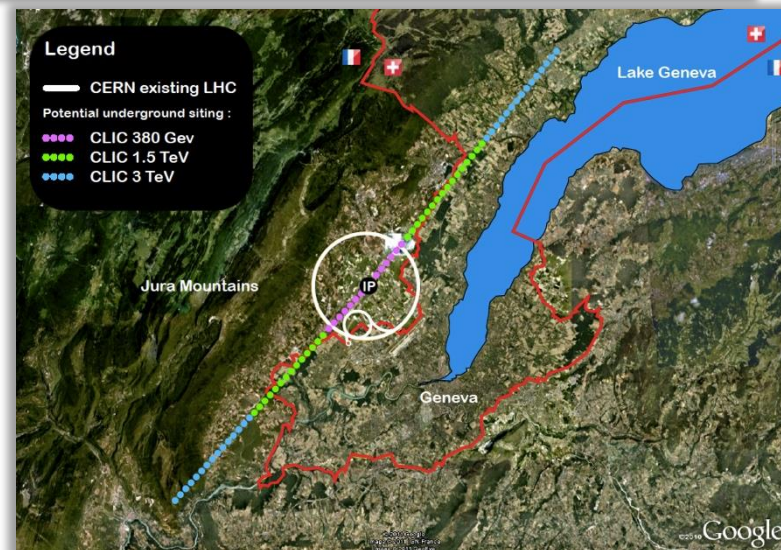 Legend
CERN existing LHC
Potential underground siting :
CLIC 380 Gev
CLIC 1.5 TeV
CLIC 3 TeV
Lake Geneva
Jura Mountains
IP
Geneva
©2010 Google